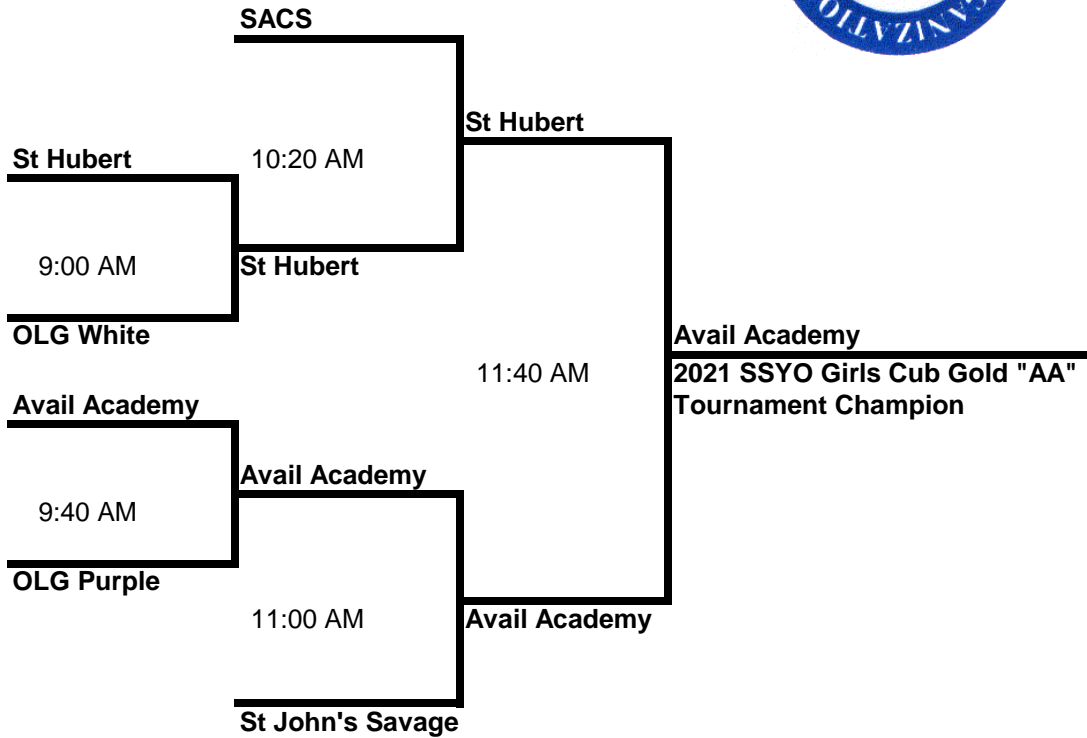 SACS
St Hubert
St Hubert
10:20 AM
9:00 AM
St Hubert
OLG White
Avail Academy
11:40 AM
2021 SSYO Girls Cub Gold "AA"
Avail Academy
Tournament Champion
Avail Academy
9:40 AM
OLG Purple
11:00 AM
Avail Academy
St John's Savage